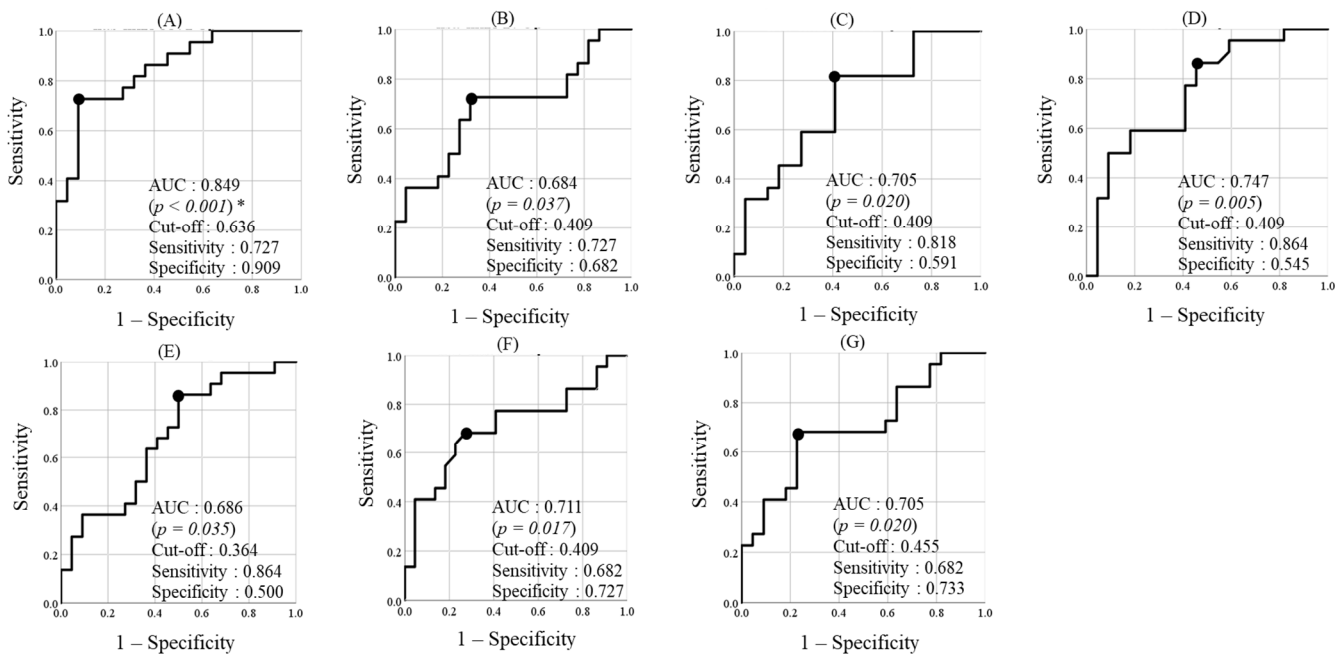 (A)
1.0
0.8
0.6
0.4
0.2
0.0
Sensitivity
AUC : 0.849
(p < 0.001) *
Cut-off : 0.636
Sensitivity : 0.727
Specificity : 0.909
0.0 0.2 0.4 0.6 0.8 1.0
1 – Specificity
(B)
1.0
0.8
0.6
0.4
0.2
0.0
Sensitivity
AUC : 0.684
(p = 0.037)
Cut-off : 0.409
Sensitivity : 0.727
Specificity : 0.682
0.0 0.2 0.4 0.6 0.8 1.0
1 – Specificity
(C)
1.0
0.8
0.6
0.4
0.2
0.0
Sensitivity
AUC : 0.705
(p = 0.020)
Cut-off : 0.409
Sensitivity : 0.818
Specificity : 0.591
0.0 0.2 0.4 0.6 0.8 1.0
1 – Specificity
(D)
1.0
0.8
0.6
0.4
0.2
0.0
Sensitivity
AUC : 0.747
(p = 0.005)
Cut-off : 0.409
Sensitivity : 0.864
Specificity : 0.545
0.0 0.2 0.4 0.6 0.8 1.0
1 – Specificity
(E)
1.0
0.8
0.6
0.4
0.2
0.0
Sensitivity
AUC : 0.686
(p = 0.035)
Cut-off : 0.364
Sensitivity : 0.864
Specificity : 0.500
0.0 0.2 0.4 0.6 0.8 1.0
1 – Specificity
(F)
1.0
0.8
0.6
0.4
0.2
0.0
Sensitivity
AUC : 0.711
(p = 0.017)
Cut-off : 0.409
Sensitivity : 0.682
Specificity : 0.727
0.0 0.2 0.4 0.6 0.8 1.0
1 – Specificity
(G)
1.0
0.8
0.6
0.4
0.2
0.0
Sensitivity
AUC : 0.705
(p = 0.020)
Cut-off : 0.455
Sensitivity : 0.682
Specificity : 0.733
0.0 0.2 0.4 0.6 0.8 1.0
1 – Specificity